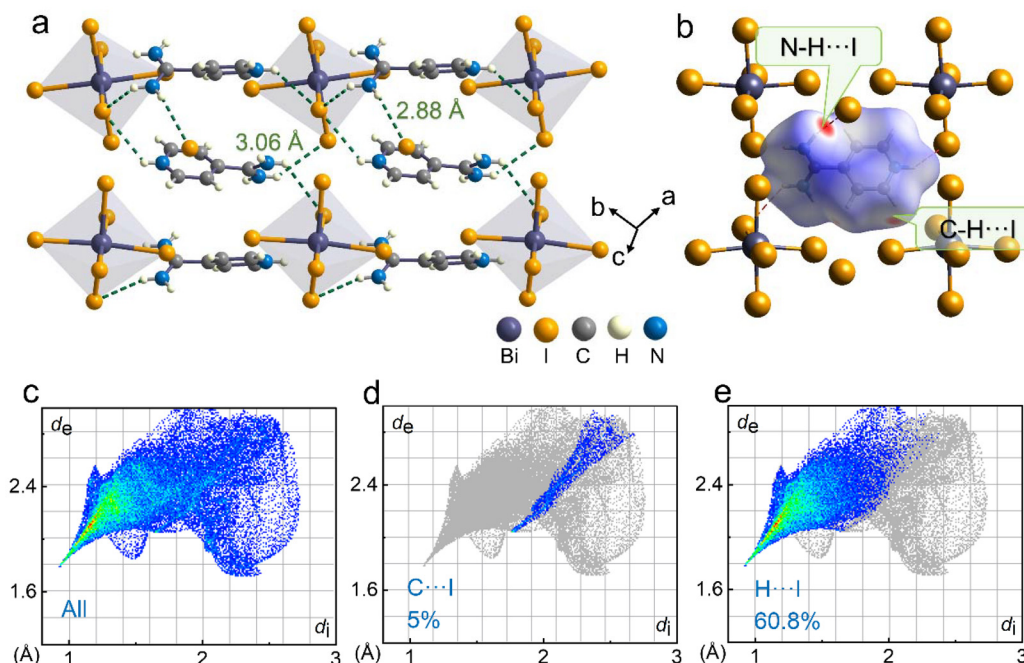 a
3.06 Å
2.88 Å
b
a
c
Bi
I
C
H
N
b
N-H···I
C-H···I
c
de
2.4
1.6
All
di
(Å)
1
2
3
d
de
2.4
1.6
C···I
5%
di
(Å)
1
2
3
e
de
2.4
1.6
H···I
60.8%
di
(Å)
1
2
3